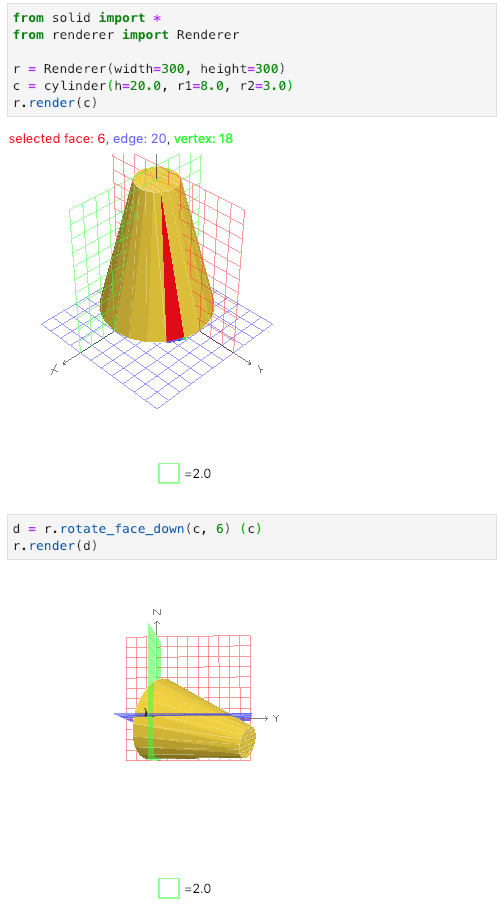 from solid import *
from renderer import Renderer
r = Renderer(width=300, height=300)
c = cylinder(h=20.0, r1=8.0, r2=3.0)
r.render(c)
selected face: 6, edge: 20, vertex: 18
X Y
=2.0
d = r.rotate_face_down(c, 6) (c)
r.render(d)
Z
Y
=2.0